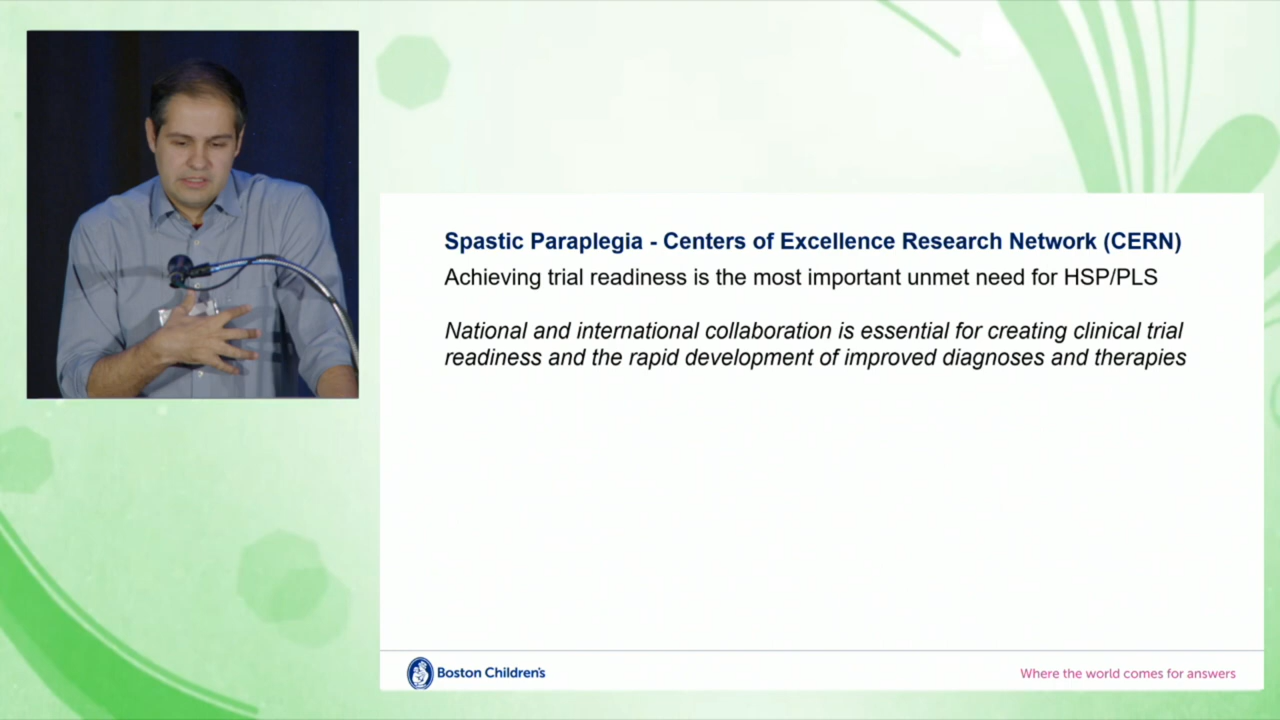 Spastic Paraplegia - Centers of Excellence Research Network (CERN)
Achieving trial readiness is the most important unmet need for HSP/PLS
National and international collaboration is essential for creating clinical trial
readiness and the rapid development of improved diagnoses and therapies
Boston Children's
Where the world comes for answers